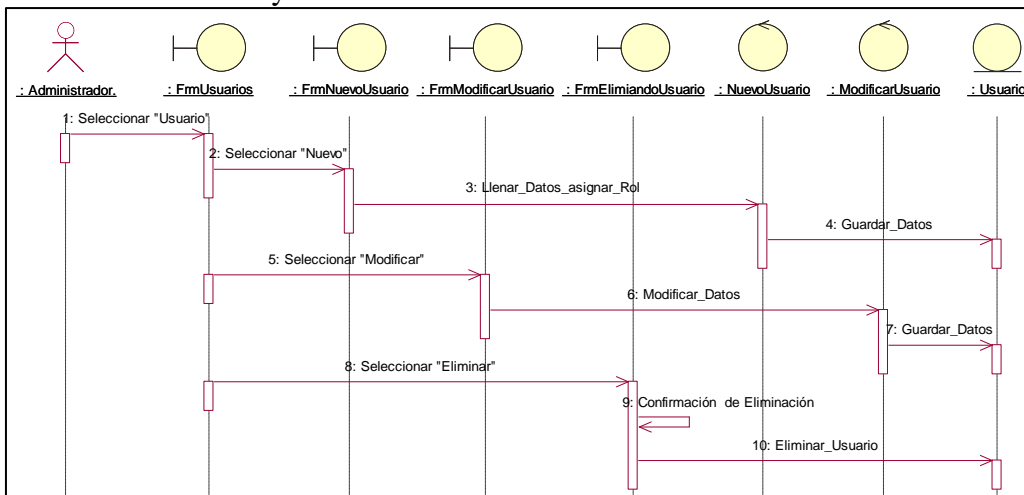 : Administrador.
: FrmUsuarios
: FrmNuevoUsuario
: FrmModificarUsuario
: FrmElimiandoUsuario
: NuevoUsuario
: ModificarUsuario
: Usuario
1: Seleccionar "Usuario"
2: Seleccionar "Nuevo"
3: Llenar_Datos_asignar_Rol
4: Guardar_Datos
5: Seleccionar "Modificar"
6: Modificar_Datos
7: Guardar_Datos
8: Seleccionar "Eliminar"
9: Confirmación de Eliminación
10: Eliminar_Usuario